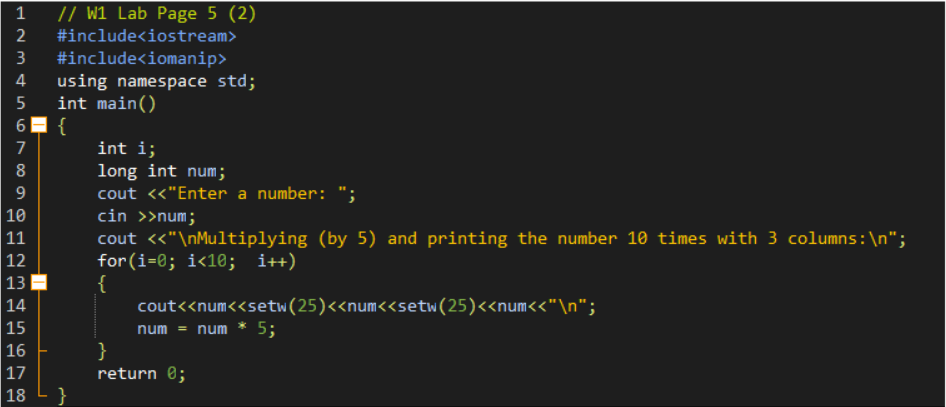 1 // W1 Lab Page 5 (2)
2 #include<iostream>
3 #include<iomanip>
4 using namespace std;
5 int main()
6 {
7 int i;
8 long int num;
9 cout <<"Enter a number: ";
10 cin >>num;
11 cout <<"\nMultiplying (by 5) and printing the number 10 times with 3 columns:\n";
12 for(i=0; i<10;  i++)
13 {
14 cout<<num<<setw(25)<<num<<setw(25)<<num<<"\n";
15 num = num * 5;
16 }
17 return 0;
18 }